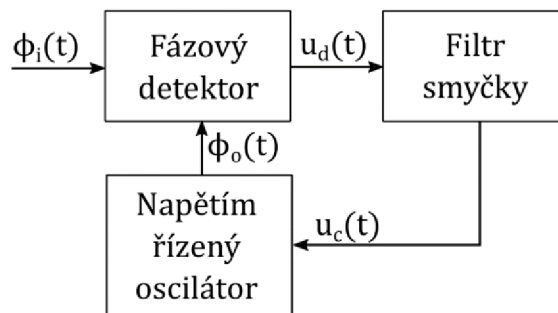 ϕi(t)
Fázový
detektor
ud(t)
Filtr
smyčky
ϕo(t)
Napětím
řízený
oscilátor
uc(t)